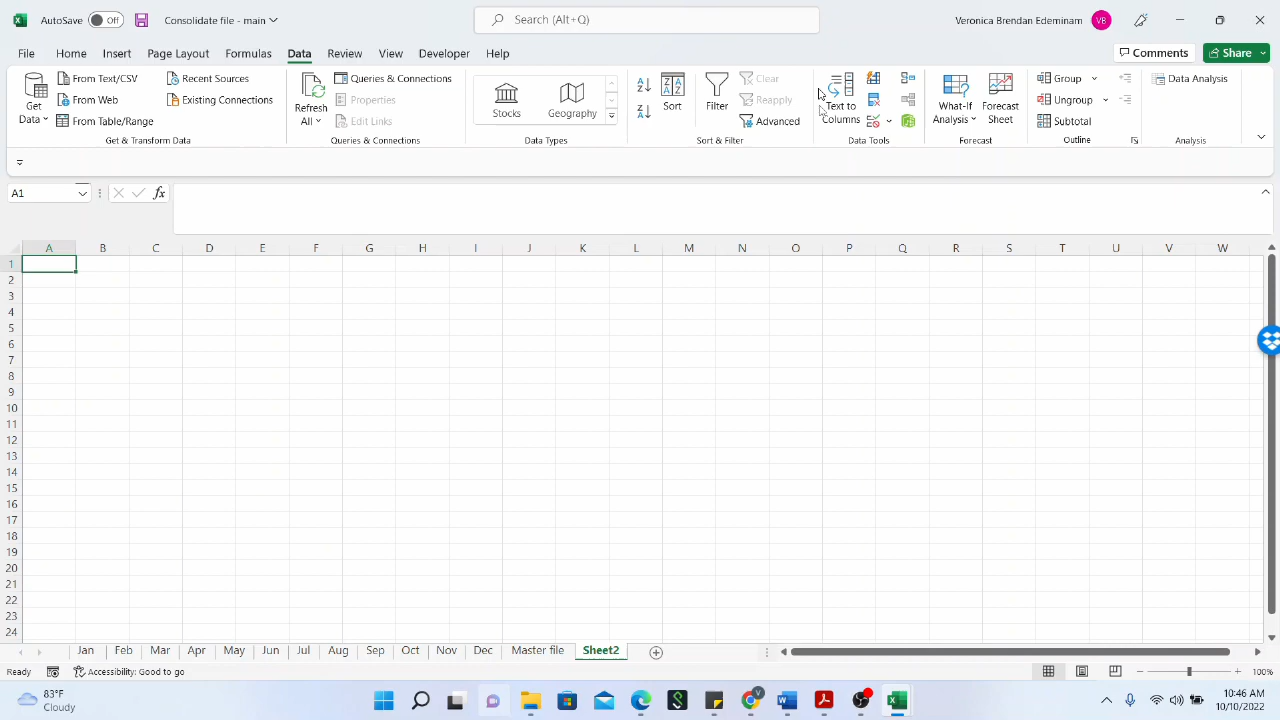 AutoSave Off Consolidate file - main Search (Alt+Q) Veronica Brendan Edeminam VB
File Home Insert Page Layout Formulas Data Review View Developer Help Comments Share
Get Data
From Text/CSV
From Web
From Table/Range
Recent Sources
Existing Connections
Get & Transform Data
Refresh All
Queries & Connections
Properties
Edit Links
Queries & Connections
Stocks
Geography
Data Types
Sort
Filter
Clear
Reapply
Advanced
Sort & Filter
Text to
Columns
Data Tools
What-If
Analysis
Forecast
Sheet
Forecast
Group
Ungroup
Subtotal
Outline
Data Analysis
Analysis
A1 fx
A B C D E F G H I J K L M N O P Q R S T U V W
1
2
3
4
5
6
7
8
9
10
11
12
13
14
15
16
17
18
19
20
21
22
23
24
Jan Feb Mar Apr May Jun Jul Aug Sep Oct Nov Dec Master file Sheet2
Ready Accessibility: Good to go 100%
83°F
Cloudy
10:46 AM
10/10/2022